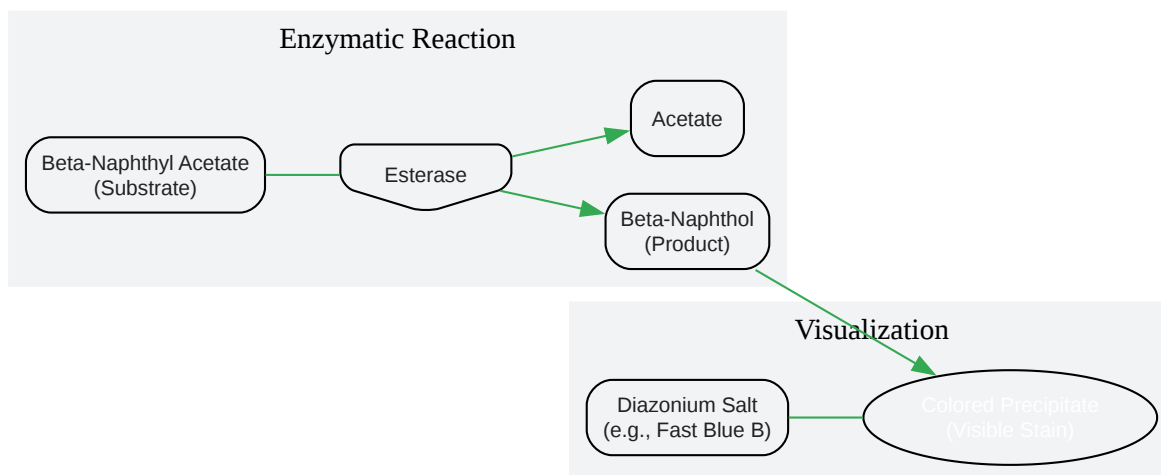 Enzymatic Reaction
Acetate
Beta-Naphthyl Acetate
(Substrate)
Esterase
Beta-Naphthol
(Product)
Visualization
Diazonium Salt
(e.g., Fast Blue B)
Colored Precipitate
(Visible Stain)